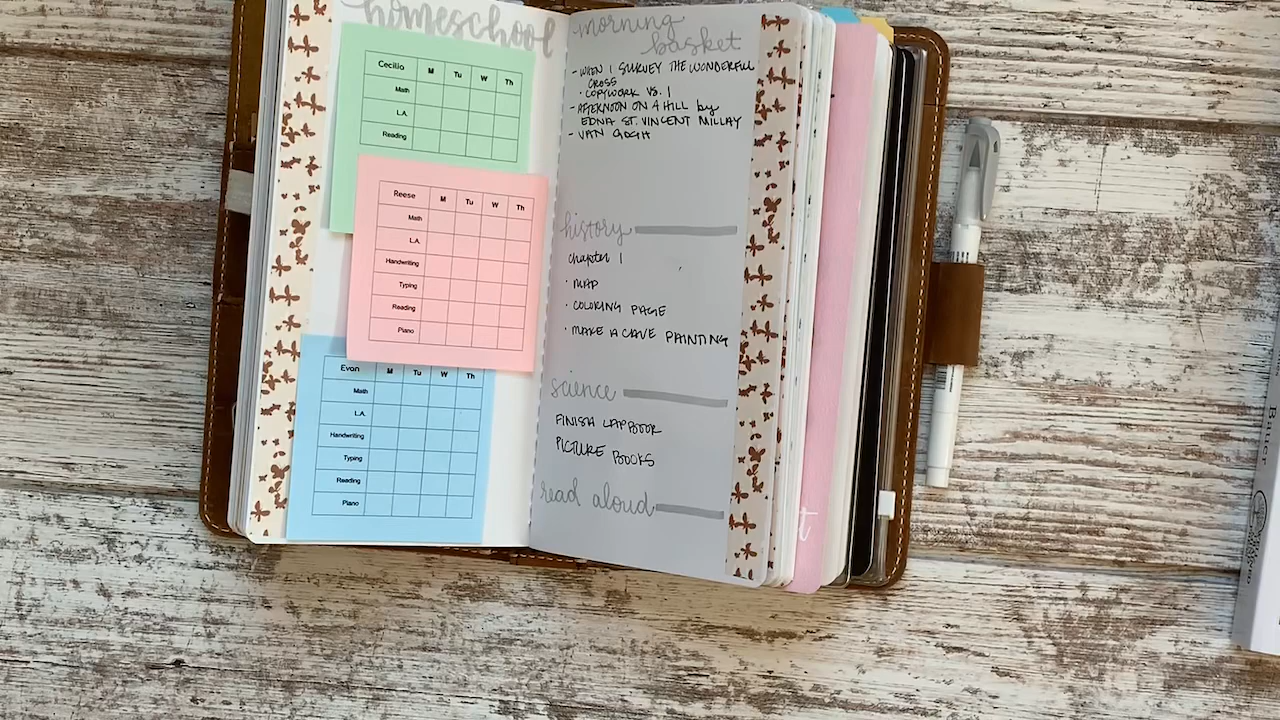 homeschool
Cecilio M Tu W Th
Math
L.A.
Reading
Reese M Tu W Th
Math
L.A.
Handwriting
Typing
Reading
Piano
Evan M Tu W Th
Math
L.A.
Handwriting
Typing
Reading
Piano
morning
basket
- WHEN I SURVEY THE WONDERFUL
CROSS
· COPYWORK VS. 1
- AFTERNOON ON A HILL by
EDNA ST. VINCENT MILLAY
- VAN GOGH
history
chapter 1
· MAP
· COLORING PAGE
· MAKE A CAVE PAINTING
science
FINISH LAPBOOK
PICTURE BOOKS
read aloud
t
Bauer